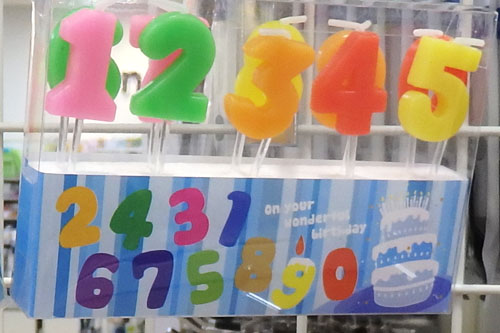 1 2 3 4 5
2 4 3 1
On your
wonderful
birthday
6 7 5 8 9 0